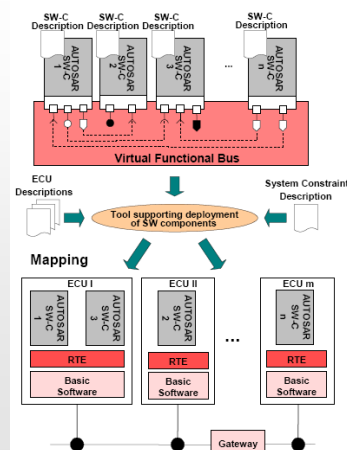 SW-C
Description
SW-C
Description
SW-C
Description
SW-C
Description
AUTOSAR
SW-C
1
AUTOSAR
SW-C
2
AUTOSAR
SW-C
3
...
AUTOSAR
SW-C
n
Virtual Functional Bus
ECU
Descriptions
System Constraint
Description
Tool supporting deployment
of SW components
Mapping
ECU I
ECU II
ECU m
AUTOSAR
SW-C
1
AUTOSAR
SW-C
3
AUTOSAR
SW-C
2
...
AUTOSAR
SW-C
n
RTE
RTE
RTE
Basic
Software
Basic
Software
Basic
Software
Gateway